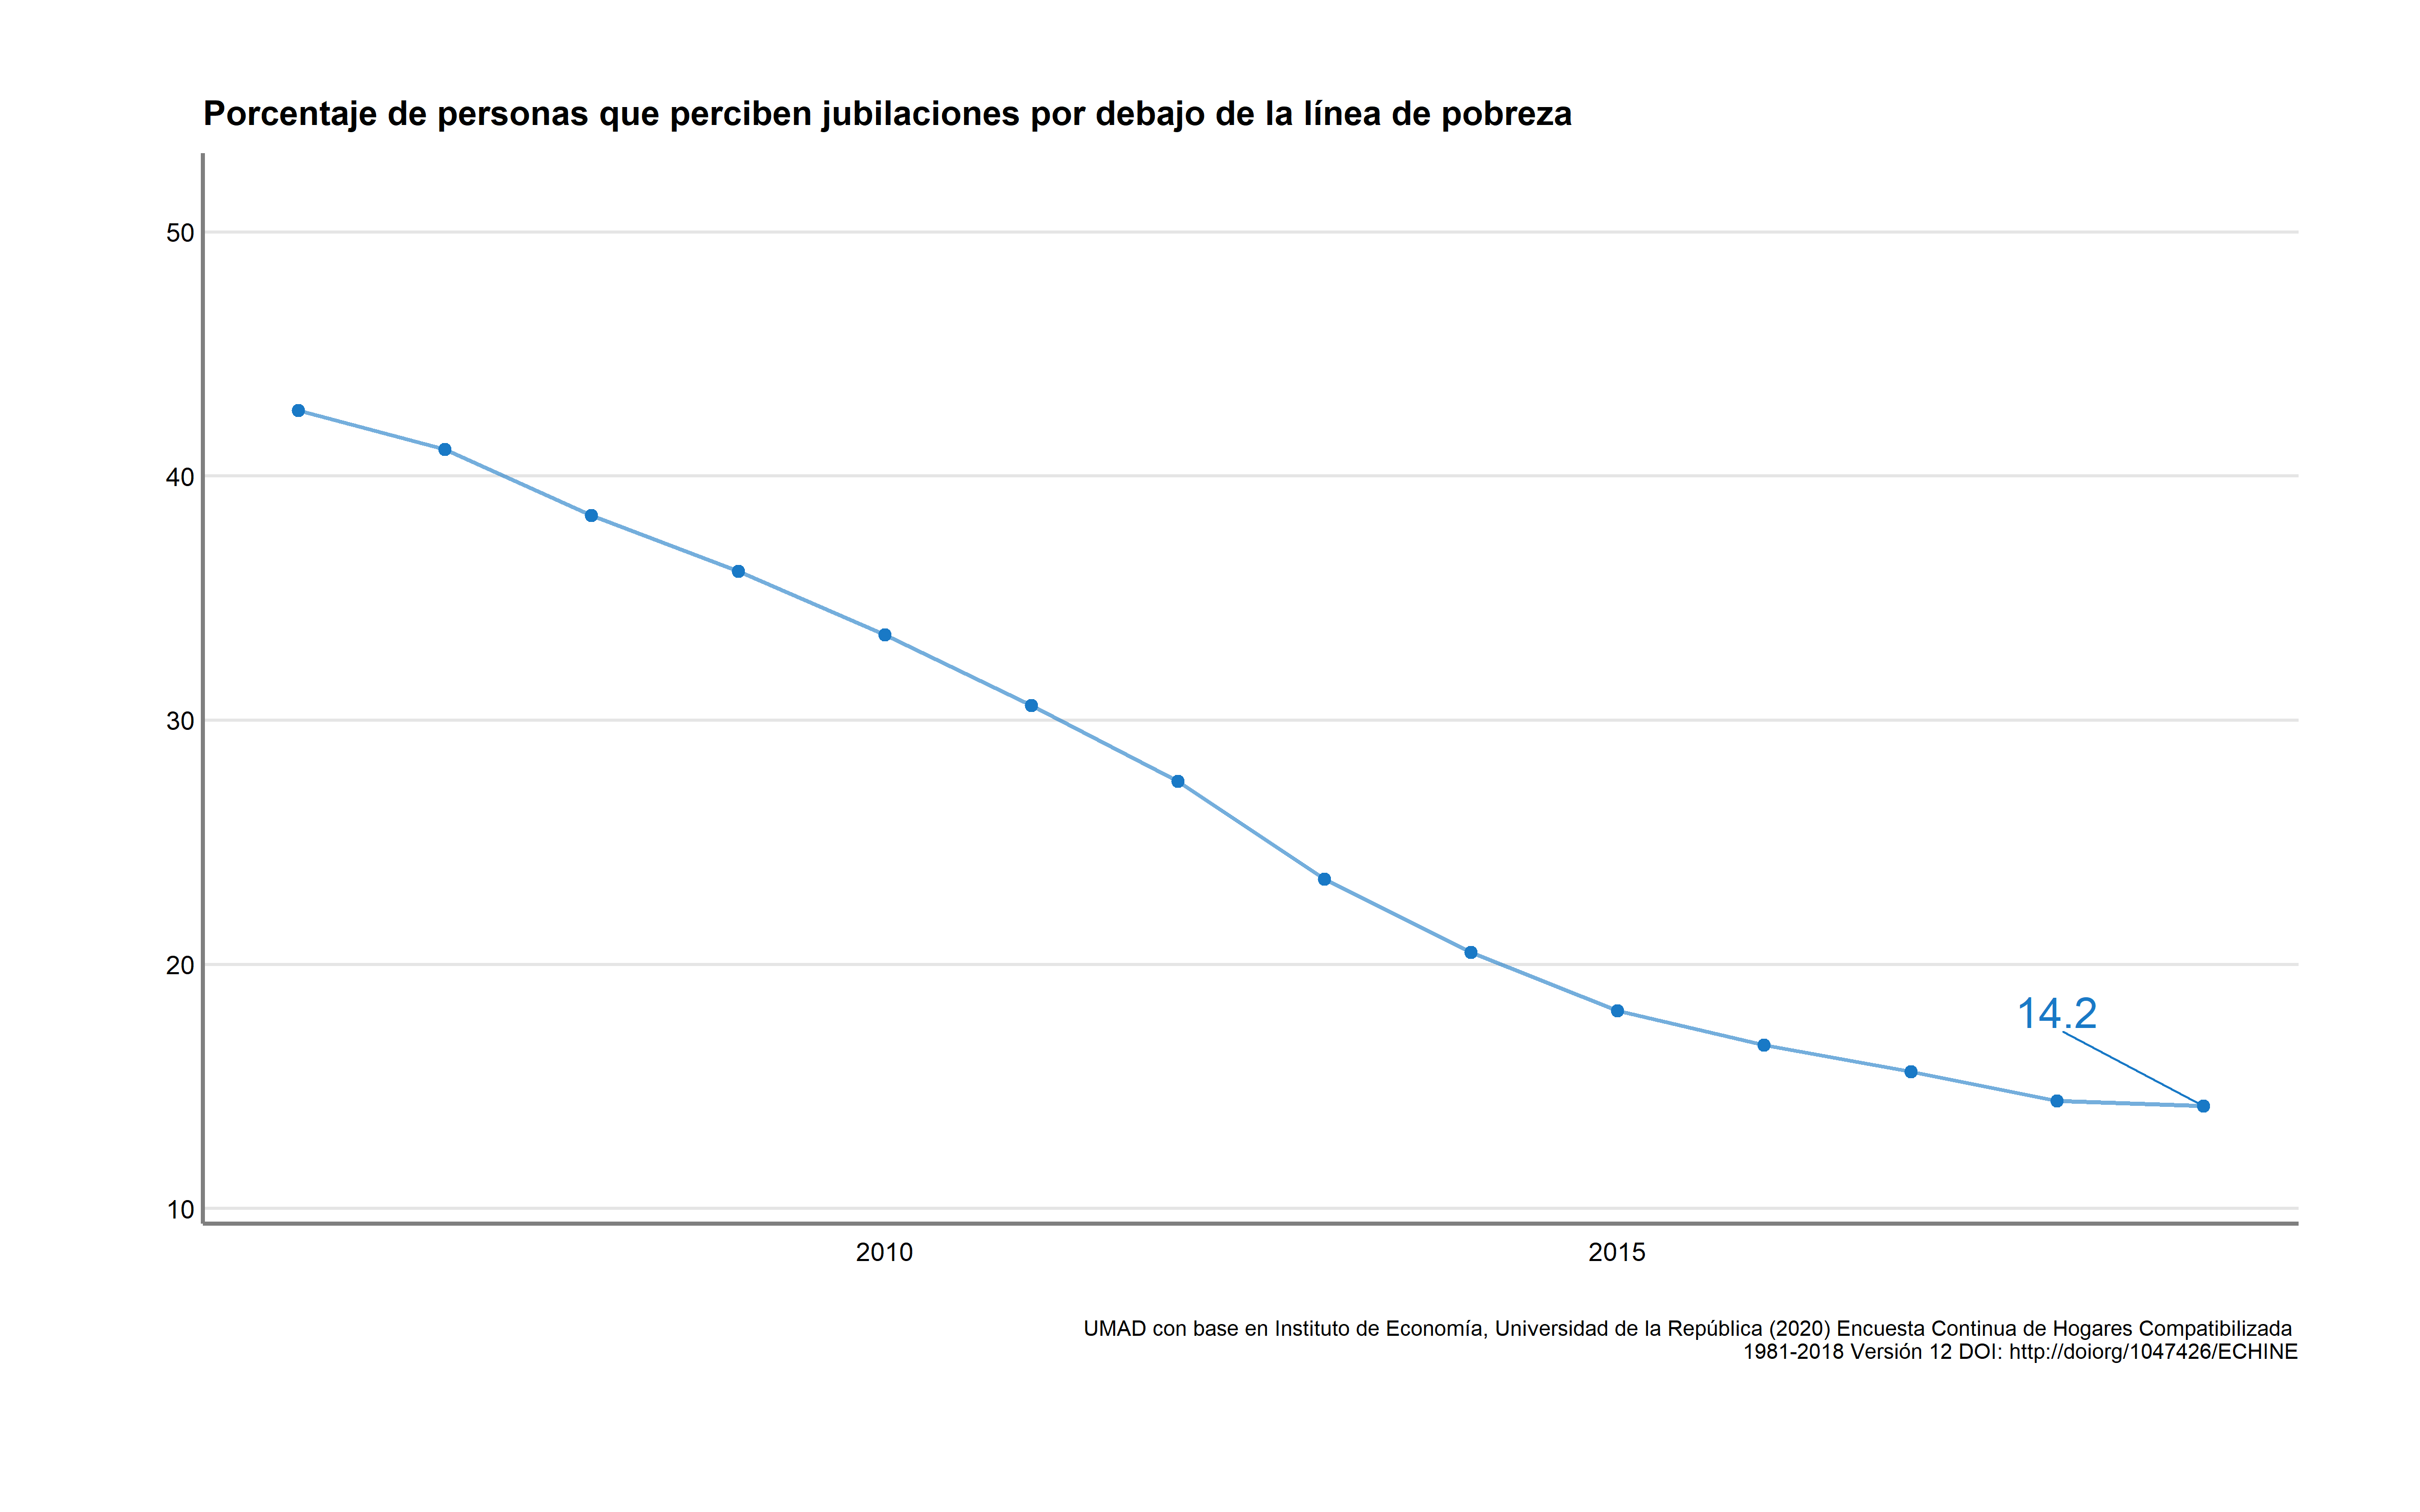 Porcentaje de personas que perciben jubilaciones por debajo de la línea de pobreza
50
40
30
20
10
14.2
2010
2015
UMAD con base en Instituto de Economía, Universidad de la República (2020) Encuesta Continua de Hogares Compatibilizada
1981-2018 Versión 12 DOI: http://doiorg/1047426/ECHINE